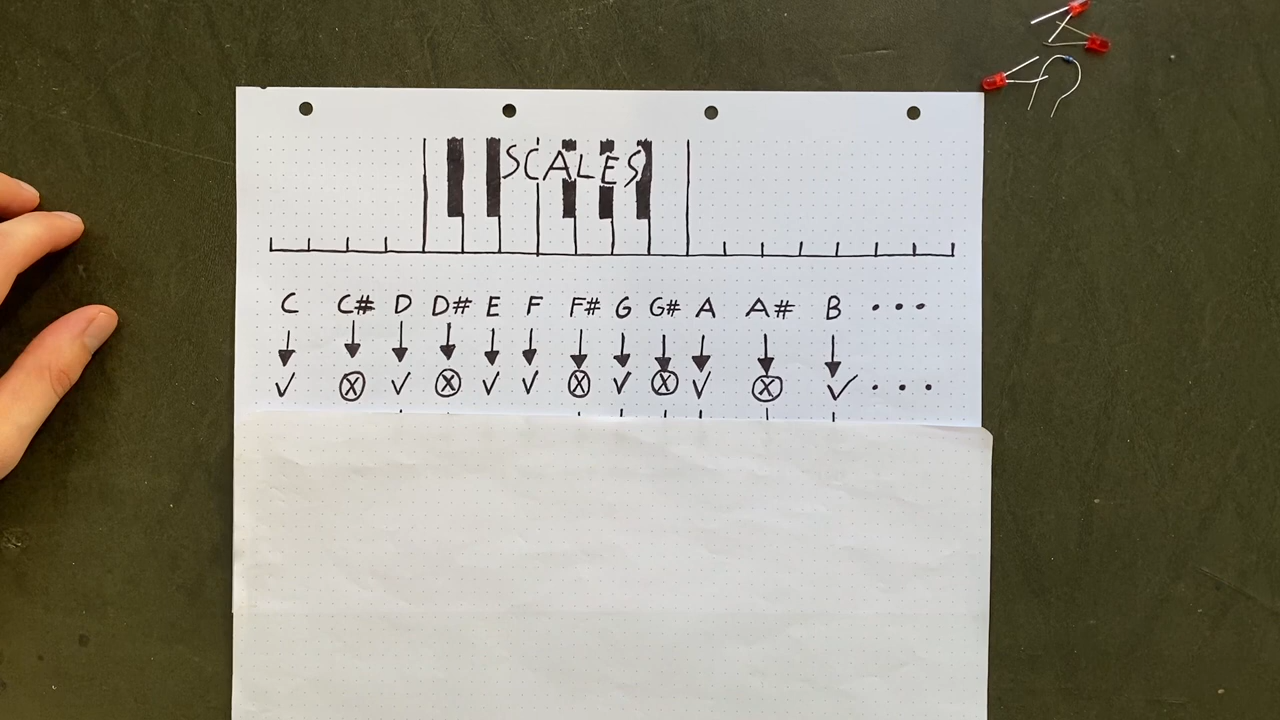 SCALES
C C# D D# E F F# G G# A A# B •••
✓ ⓧ ✓ ⓧ ✓ ✓ ⓧ ✓ ⓧ ✓ ⓧ ✓ •••